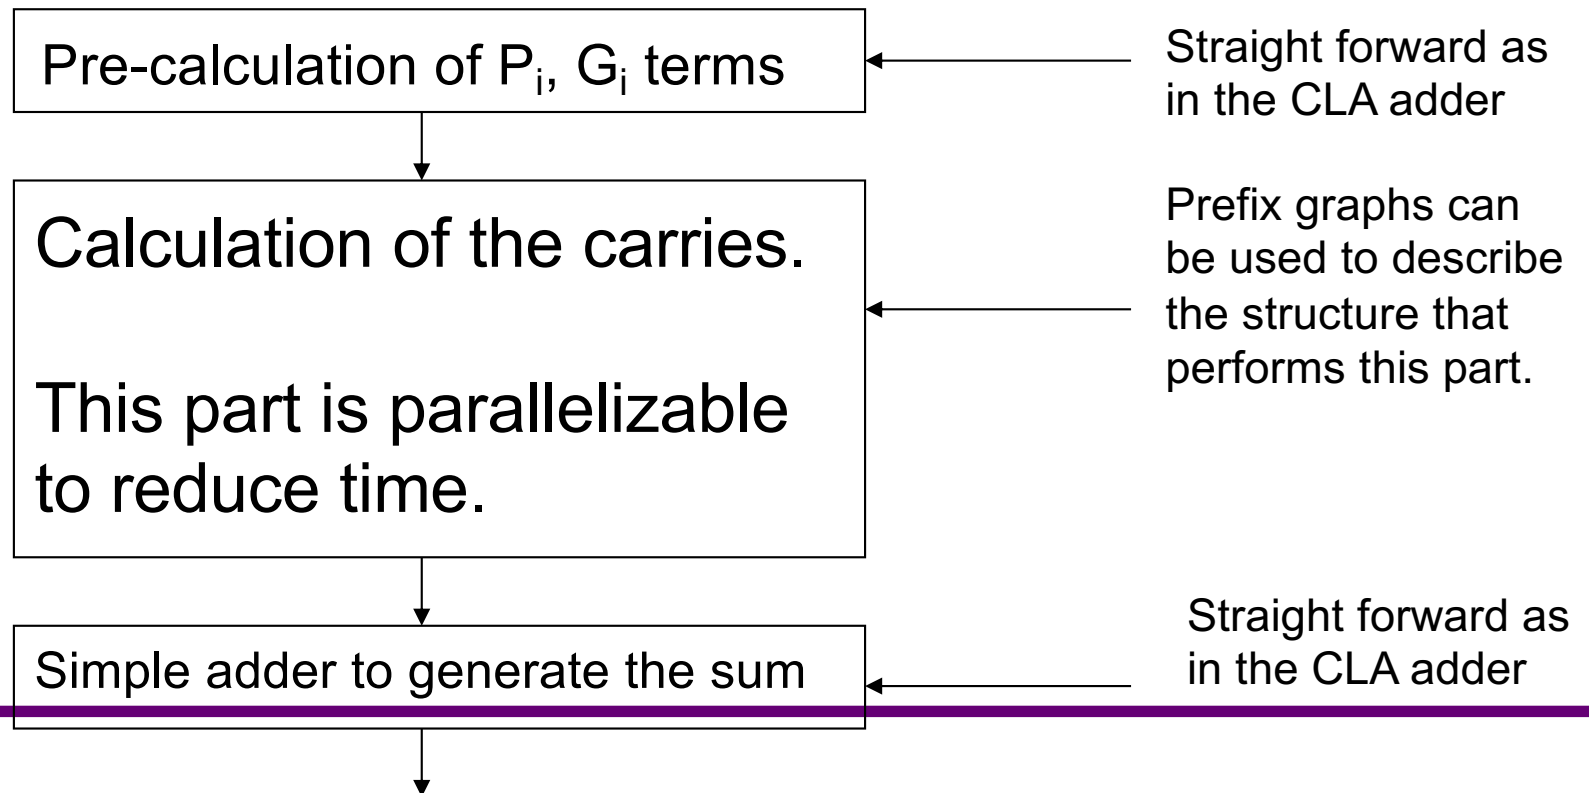 Pre-calculation of Pi, Gi terms
Straight forward as
in the CLA adder
Calculation of the carries.
This part is parallelizable
to reduce time.
Prefix graphs can
be used to describe
the structure that
performs this part.
Simple adder to generate the sum
Straight forward as
in the CLA adder